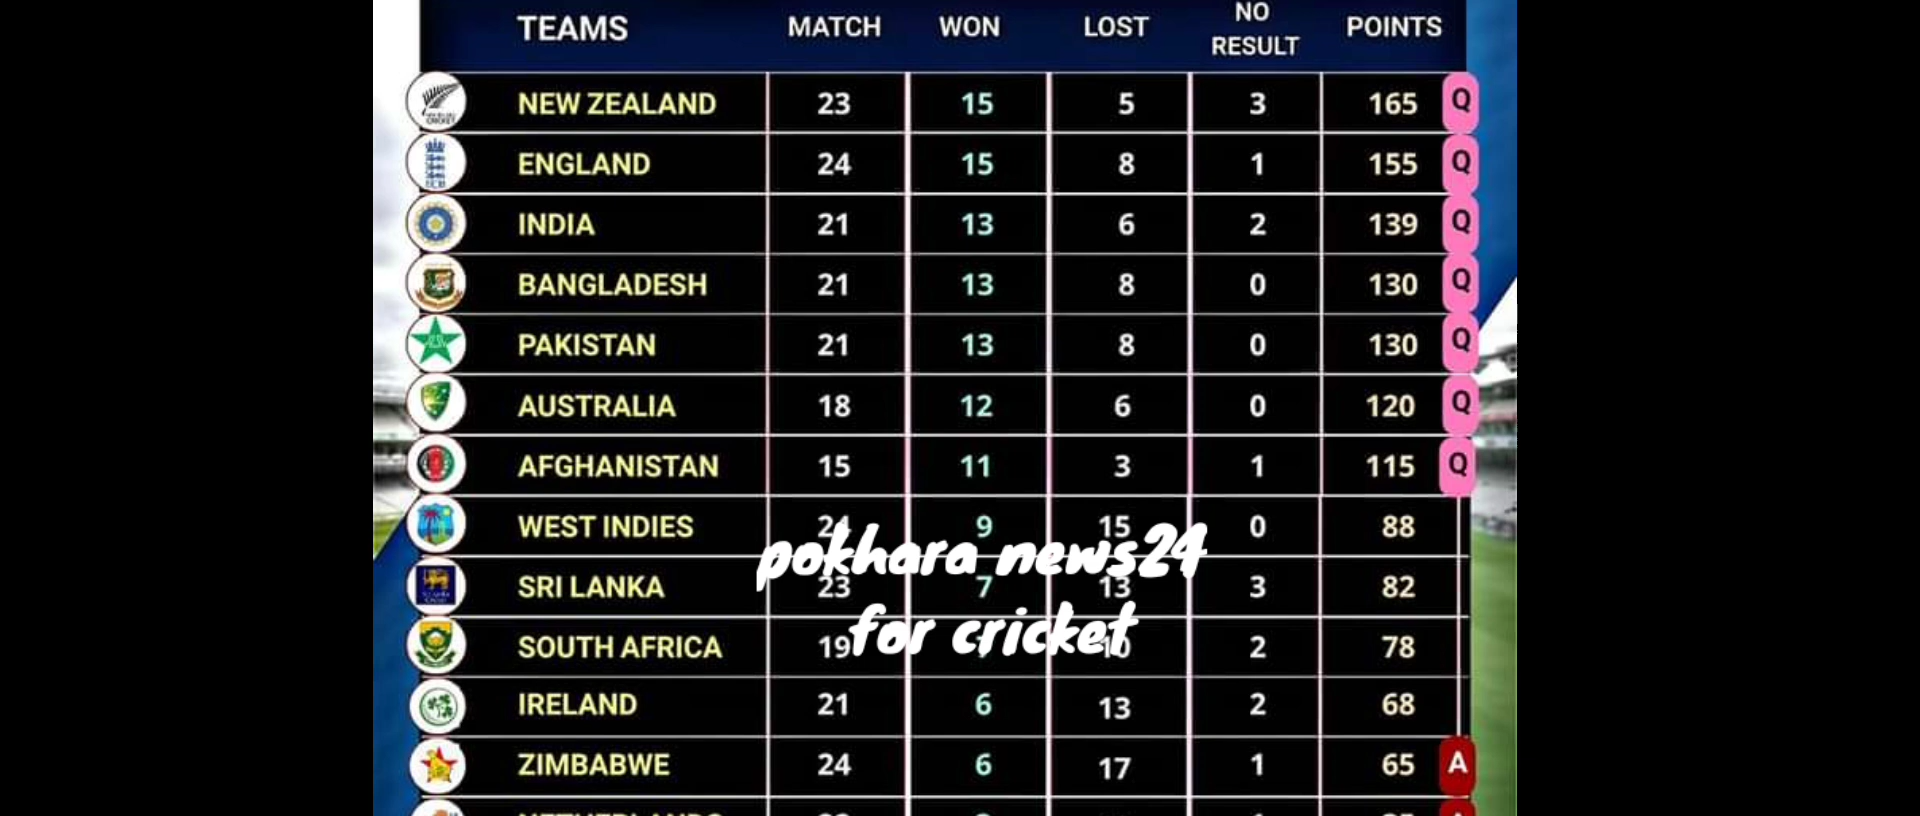 TEAMS MATCH WON LOST NO RESULT POINTS
NEW ZEALAND 23 15 5 3 165 Q
ENGLAND 24 15 8 1 155 Q
INDIA 21 13 6 2 139 Q
BANGLADESH 21 13 8 0 130 Q
PAKISTAN 21 13 8 0 130 Q
AUSTRALIA 18 12 6 0 120 Q
AFGHANISTAN 15 11 3 1 115 Q
WEST INDIES 24 9 15 0 88
pokhara news24
SRI LANKA 23 7 13 3 82
for cricket
SOUTH AFRICA 19 10 2 78
IRELAND 21 6 13 2 68
ZIMBABWE 24 6 17 1 65 A